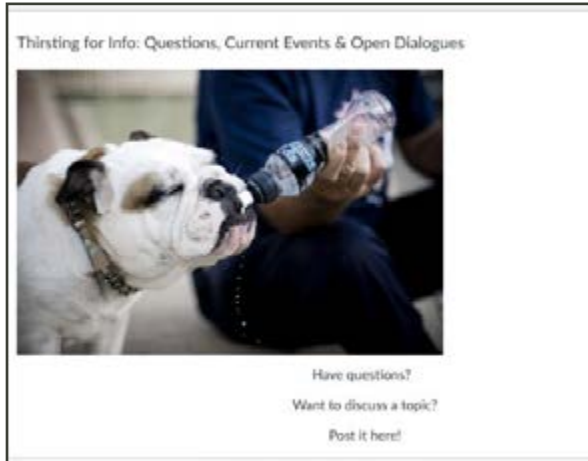 Thirsting for Info: Questions, Current Events & Open Dialogues
Have questions?
Want to discuss a topic?
Post it here!